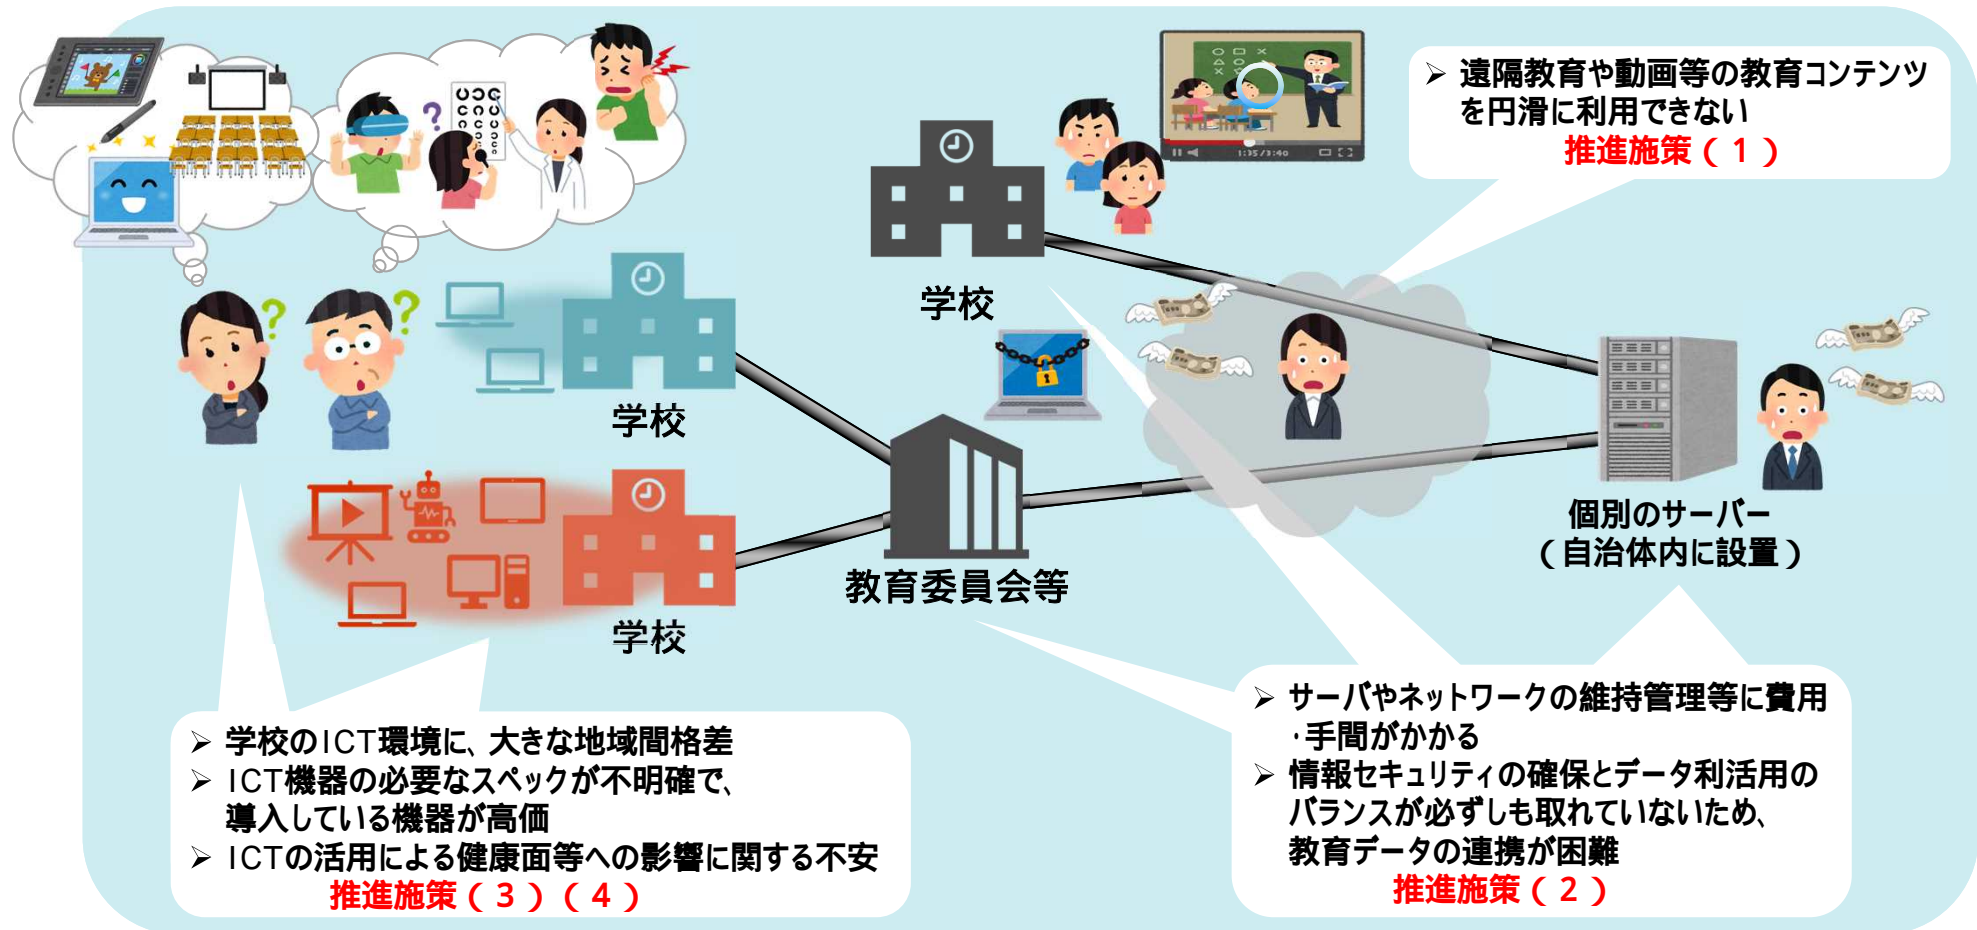 ➢ 遠隔教育や動画等の教育コンテンツ
を円滑に利用できない
推進施策（１）
1:35/3:40
学校
学校
学校
教育委員会等
個別のサーバー
（自治体内に設置）
➢ 学校のICT環境に、大きな地域間格差
➢ ICT機器の必要なスペックが不明確で、
導入している機器が高価
➢ ICTの活用による健康面等への影響に関する不安
推進施策（３）（４）
➢ サーバやネットワークの維持管理等に費用
・手間がかかる
➢ 情報セキュリティの確保とデータ利活用の
バランスが必ずしも取れていないため、
教育データの連携が困難
推進施策（２）